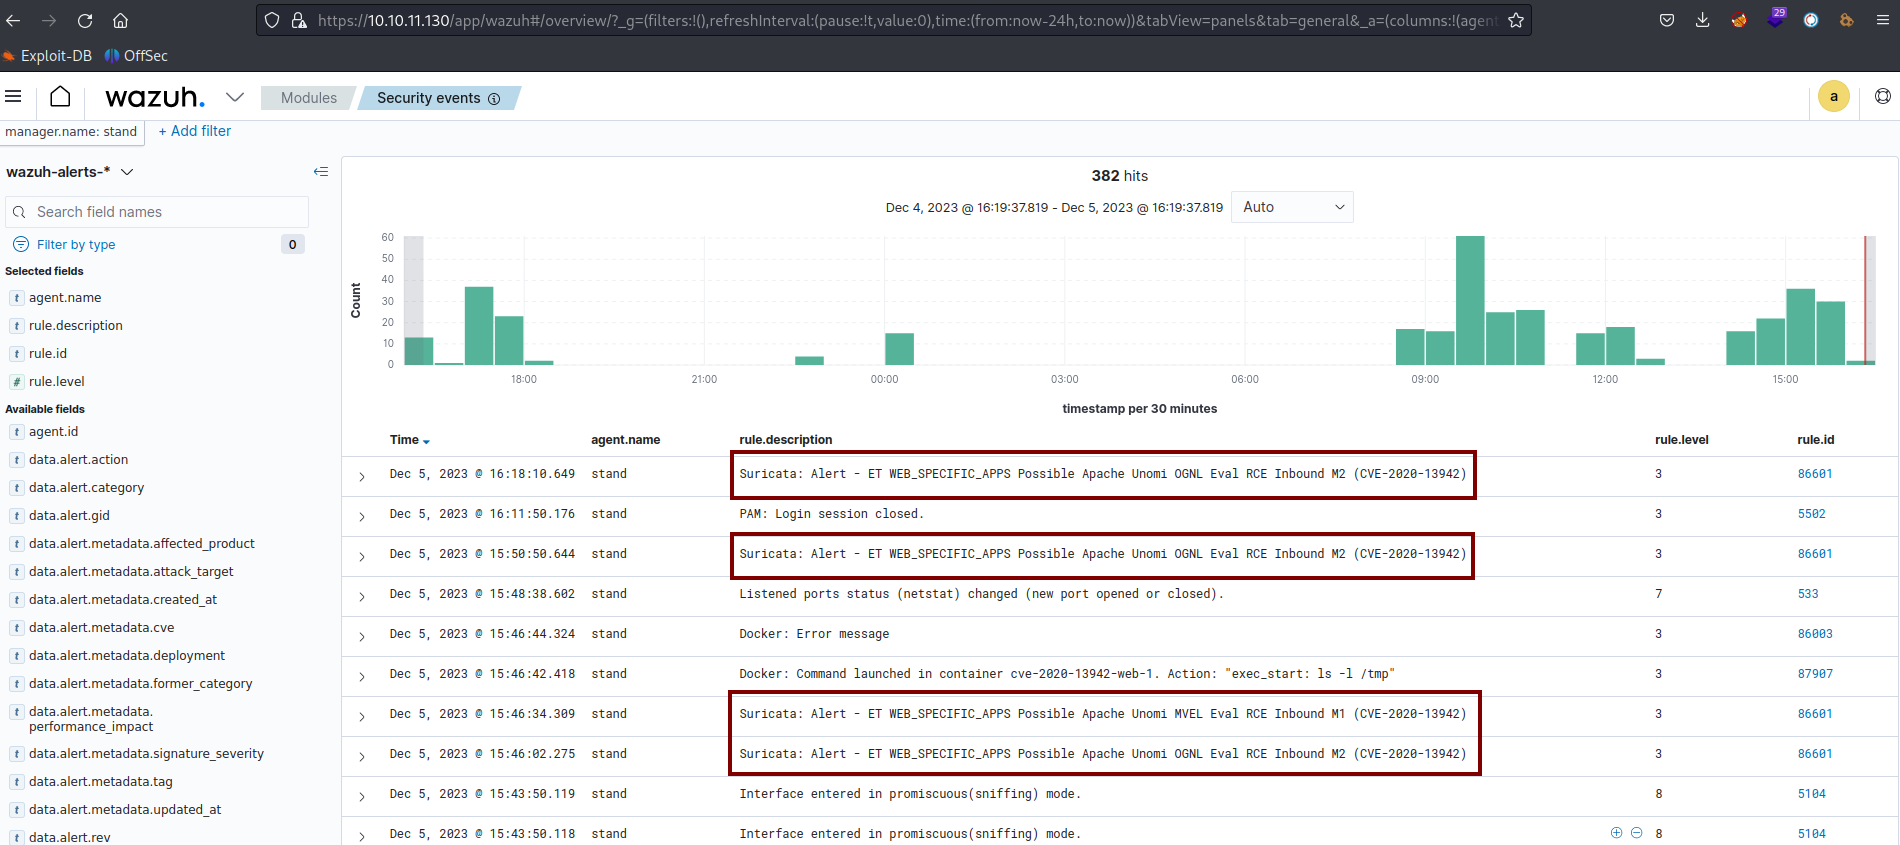 https://10.10.11.130/app/wazuh#/overview/?_g=(filters:!(),refreshInterval:(pause:!t,value:0),time:(from:now-24h,to:now))&tabView=panels&tab=general&_a=(columns:!(agent
29
Exploit-DB OffSec
wazuh. Modules Security events a
manager.name: stand + Add filter
wazuh-alerts-*
Search field names
Filter by type 0
Selected fields
t agent.name
t rule.description
t rule.id
# rule.level
Available fields
t agent.id
t data.alert.action
t data.alert.category
t data.alert.gid
t data.alert.metadata.affected_product
t data.alert.metadata.attack_target
t data.alert.metadata.created_at
t data.alert.metadata.cve
t data.alert.metadata.deployment
t data.alert.metadata.former_category
t data.alert.metadata.
performance_impact
t data.alert.metadata.signature_severity
t data.alert.metadata.tag
t data.alert.metadata.updated_at
t data.alert.rev
382 hits
Dec 4, 2023 @ 16:19:37.819 - Dec 5, 2023 @ 16:19:37.819 Auto
Count
60
50
40
30
20
10
0
18:00 21:00 00:00 03:00 06:00 09:00 12:00 15:00
timestamp per 30 minutes
Time agent.name rule.description rule.level rule.id
Dec 5, 2023 @ 16:18:10.649 stand Suricata: Alert - ET WEB_SPECIFIC_APPS Possible Apache Unomi OGNL Eval RCE Inbound M2 (CVE-2020-13942) 3 86601
Dec 5, 2023 @ 16:11:50.176 stand PAM: Login session closed. 3 5502
Dec 5, 2023 @ 15:50:50.644 stand Suricata: Alert - ET WEB_SPECIFIC_APPS Possible Apache Unomi OGNL Eval RCE Inbound M2 (CVE-2020-13942) 3 86601
Dec 5, 2023 @ 15:48:38.602 stand Listened ports status (netstat) changed (new port opened or closed). 7 533
Dec 5, 2023 @ 15:46:44.324 stand Docker: Error message 3 86003
Dec 5, 2023 @ 15:46:42.418 stand Docker: Command launched in container cve-2020-13942-web-1. Action: "exec_start: ls -l /tmp" 3 87907
Dec 5, 2023 @ 15:46:34.309 stand Suricata: Alert - ET WEB_SPECIFIC_APPS Possible Apache Unomi MVEL Eval RCE Inbound M1 (CVE-2020-13942) 3 86601
Dec 5, 2023 @ 15:46:02.275 stand Suricata: Alert - ET WEB_SPECIFIC_APPS Possible Apache Unomi OGNL Eval RCE Inbound M2 (CVE-2020-13942) 3 86601
Dec 5, 2023 @ 15:43:50.119 stand Interface entered in promiscuous(sniffing) mode. 8 5104
Dec 5, 2023 @ 15:43:50.118 stand Interface entered in promiscuous(sniffing) mode. 8 5104